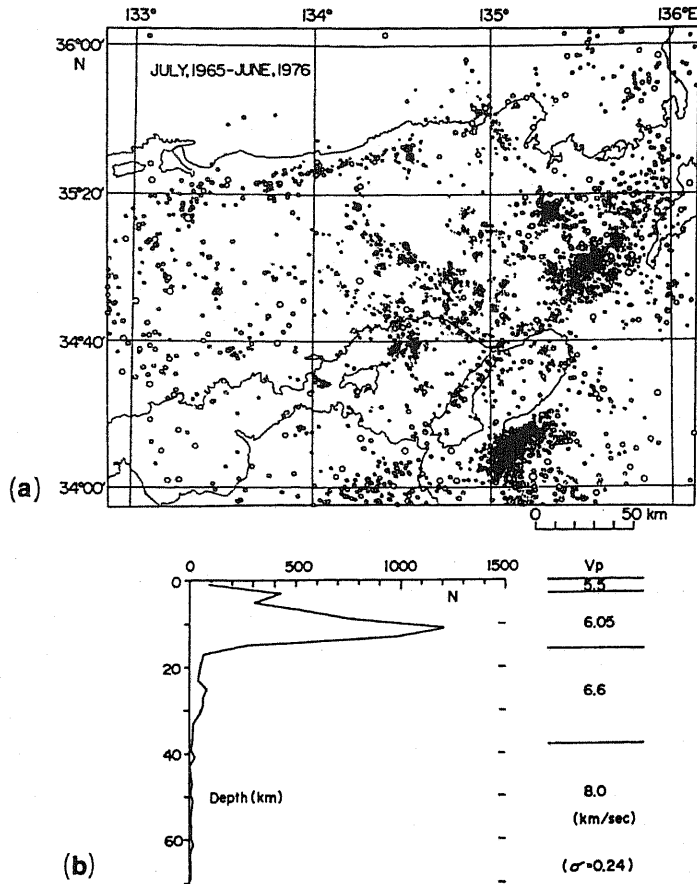 133° 134° 135° 136°E
36°00'
N
JULY, 1965-JUNE, 1976
35°20'
34°40'
34°00'
(a)
0 50 km
0 500 1000 1500
N
Vp
0
5.5
6.05
20
6.6
40
Depth (km)
8.0
(km/sec)
60
(σ=0.24)
(b)